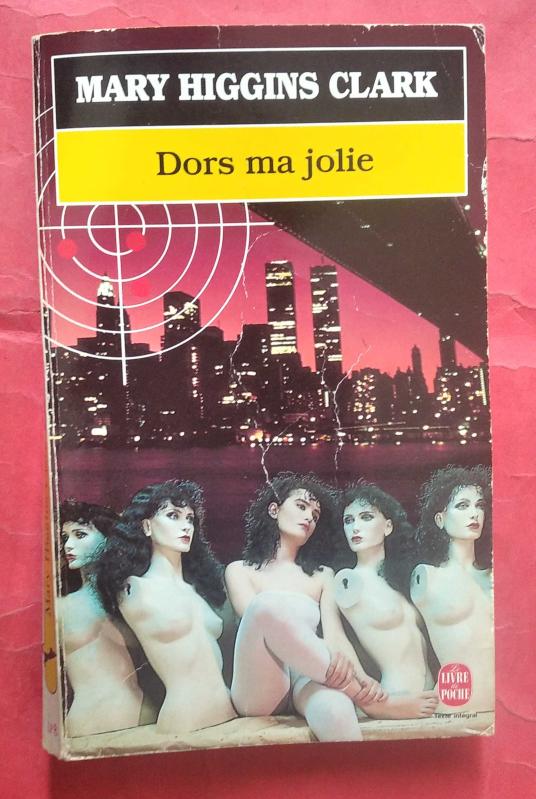 MARY HIGGINS CLARK
Dors ma jolie
Le
LIVRE
de
POCHE
Texte intégral